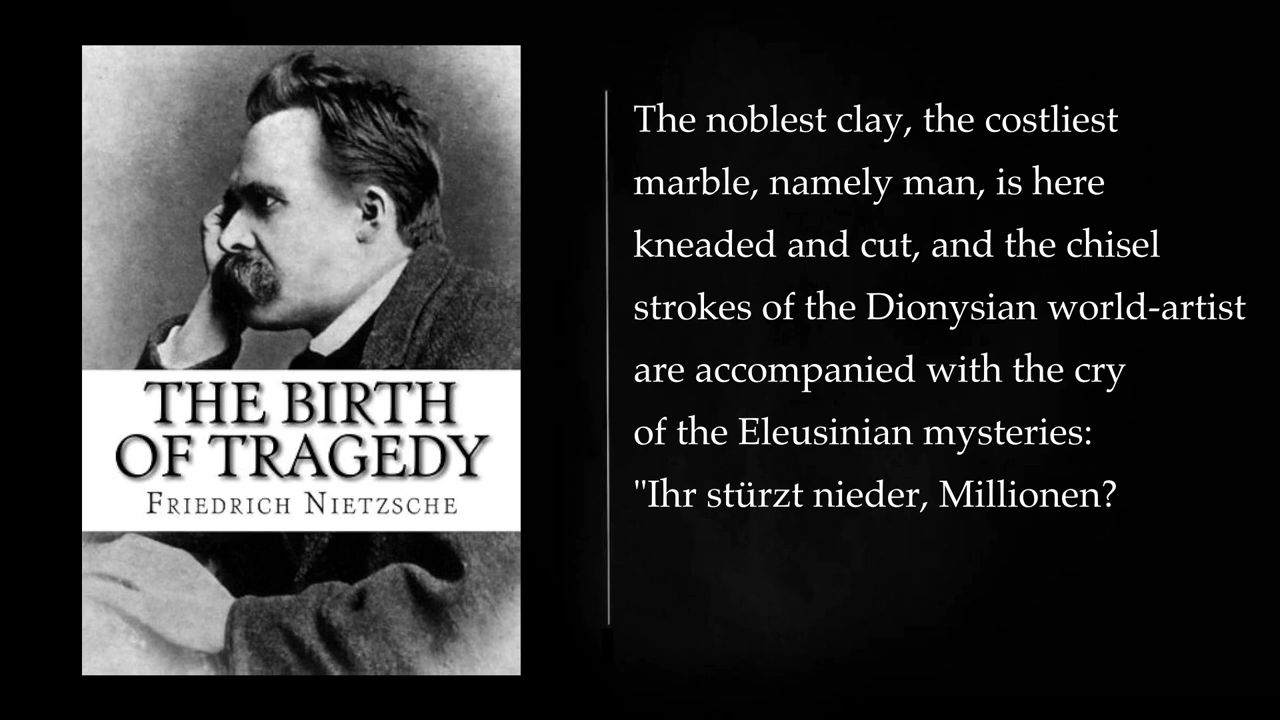 THE BIRTH
OF TRAGEDY
FRIEDRICH NIETZSCHE
The noblest clay, the costliest
marble, namely man, is here
kneaded and cut, and the chisel
strokes of the Dionysian world-artist
are accompanied with the cry
of the Eleusinian mysteries:
"Ihr stürzt nieder, Millionen?